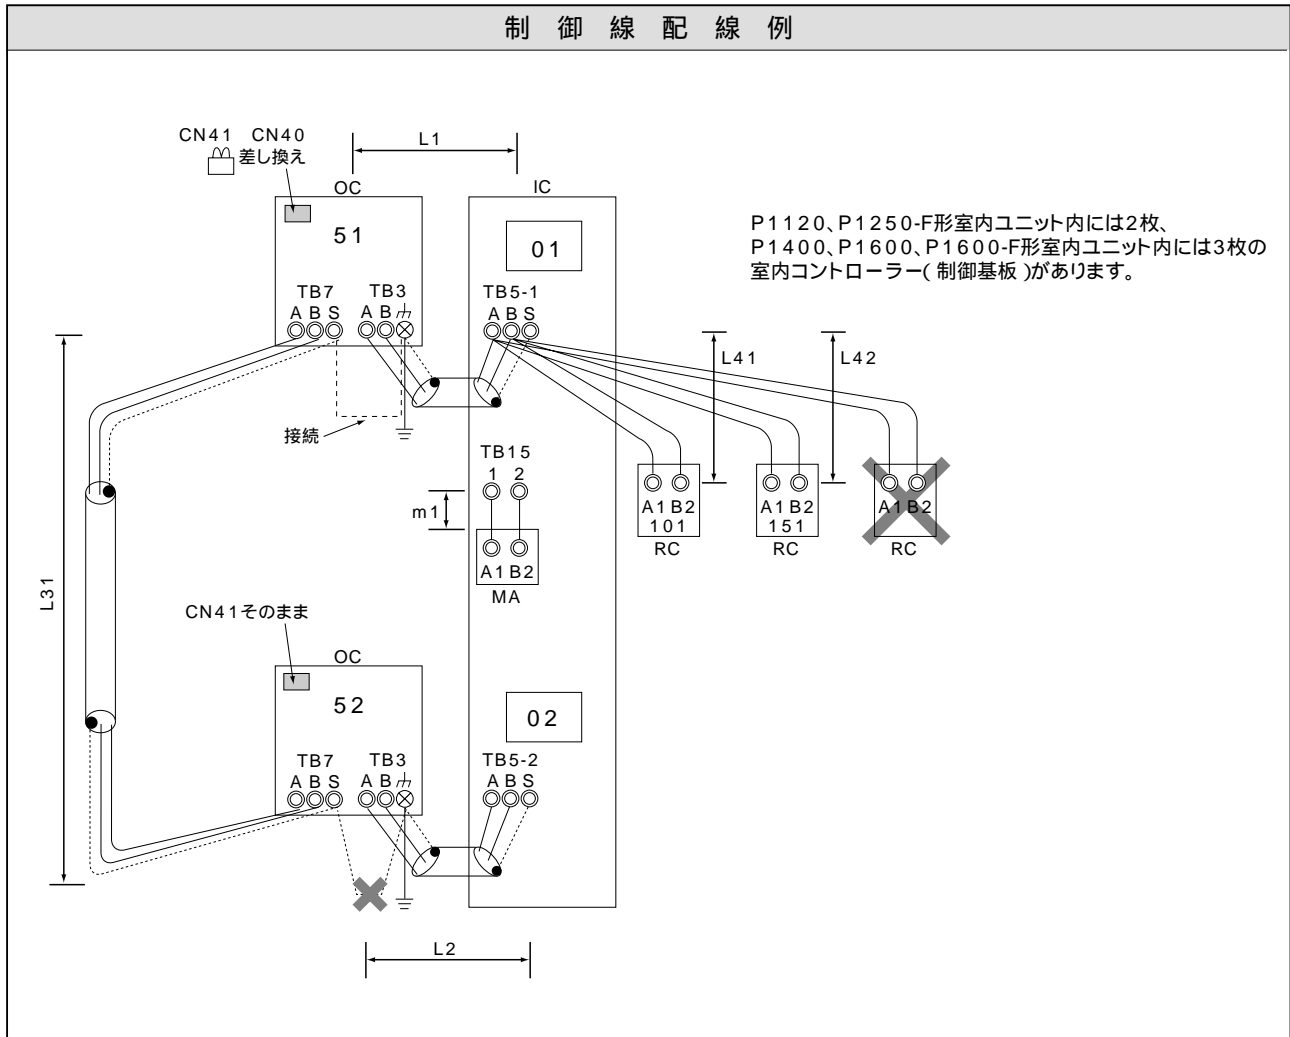 制御線配線例
CN41 CN40
差し換え
L1
OC
IC
51
01
P1120、P1250-F形室内ユニット内には2枚、
P1400、P1600、P1600-F形室内ユニット内には3枚の
室内コントローラー(制御基板)があります。
TB7 TB3
A B S A B
TB5-1
A B S
L41
L42
接続
TB15
1 2
m1
A1 B2
MA
A1 B2
101
RC
A1 B2
151
RC
A1 B2
RC
L31
CN41そのまま
OC
52
02
TB7 TB3
A B S A B
TB5-2
A B S
L2